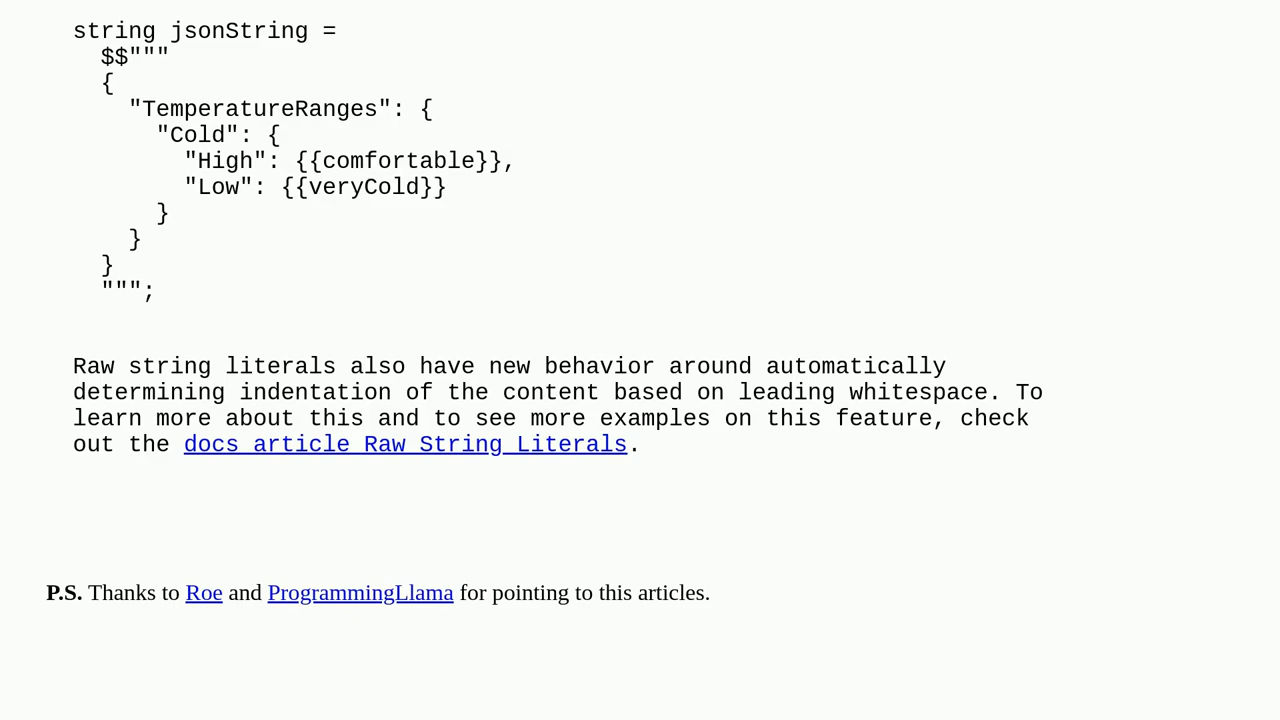 string jsonString =
  $$"""
  {
    "TemperatureRanges": {
      "Cold": {
        "High": {{comfortable}},
        "Low": {{veryCold}}
      }
    }
  }
  """;
Raw string literals also have new behavior around automatically
determining indentation of the content based on leading whitespace. To
learn more about this and to see more examples on this feature, check
out the docs article Raw String Literals.
P.S. Thanks to Roe and ProgrammingLlama for pointing to this articles.